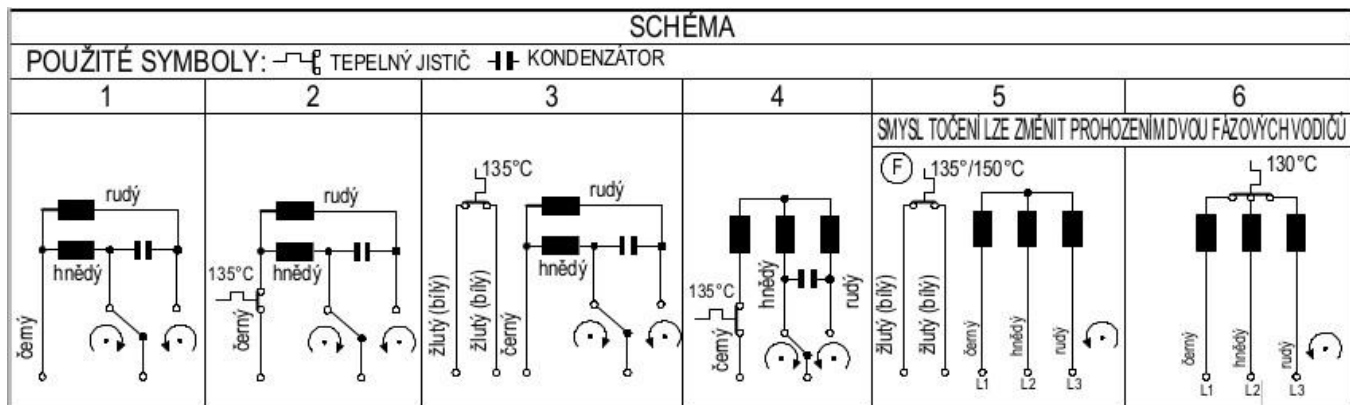 SCHÉMA
POUŽITÉ SYMBOLY: TEPELNÝ JISTIČ KONDENZÁTOR
1 2 3 4 5 6
SMYSL TOČENÍ LZE ZMĚNIT PROHOZENÍM DVOU FÁZOVÝCH VODIČŮ
rudý
hnědý
černý
rudý
hnědý
135°C
černý
135°C
rudý
hnědý
žlutý (bílý)
žlutý (bílý)
černý
hnědý
135°C
rudý
černý
F 135°/150°C
žlutý (bílý)
žlutý (bílý)
černý
hnědý
rudý
L1 L2 L3
130°C
černý
hnědý
rudý
L1 L2 L3